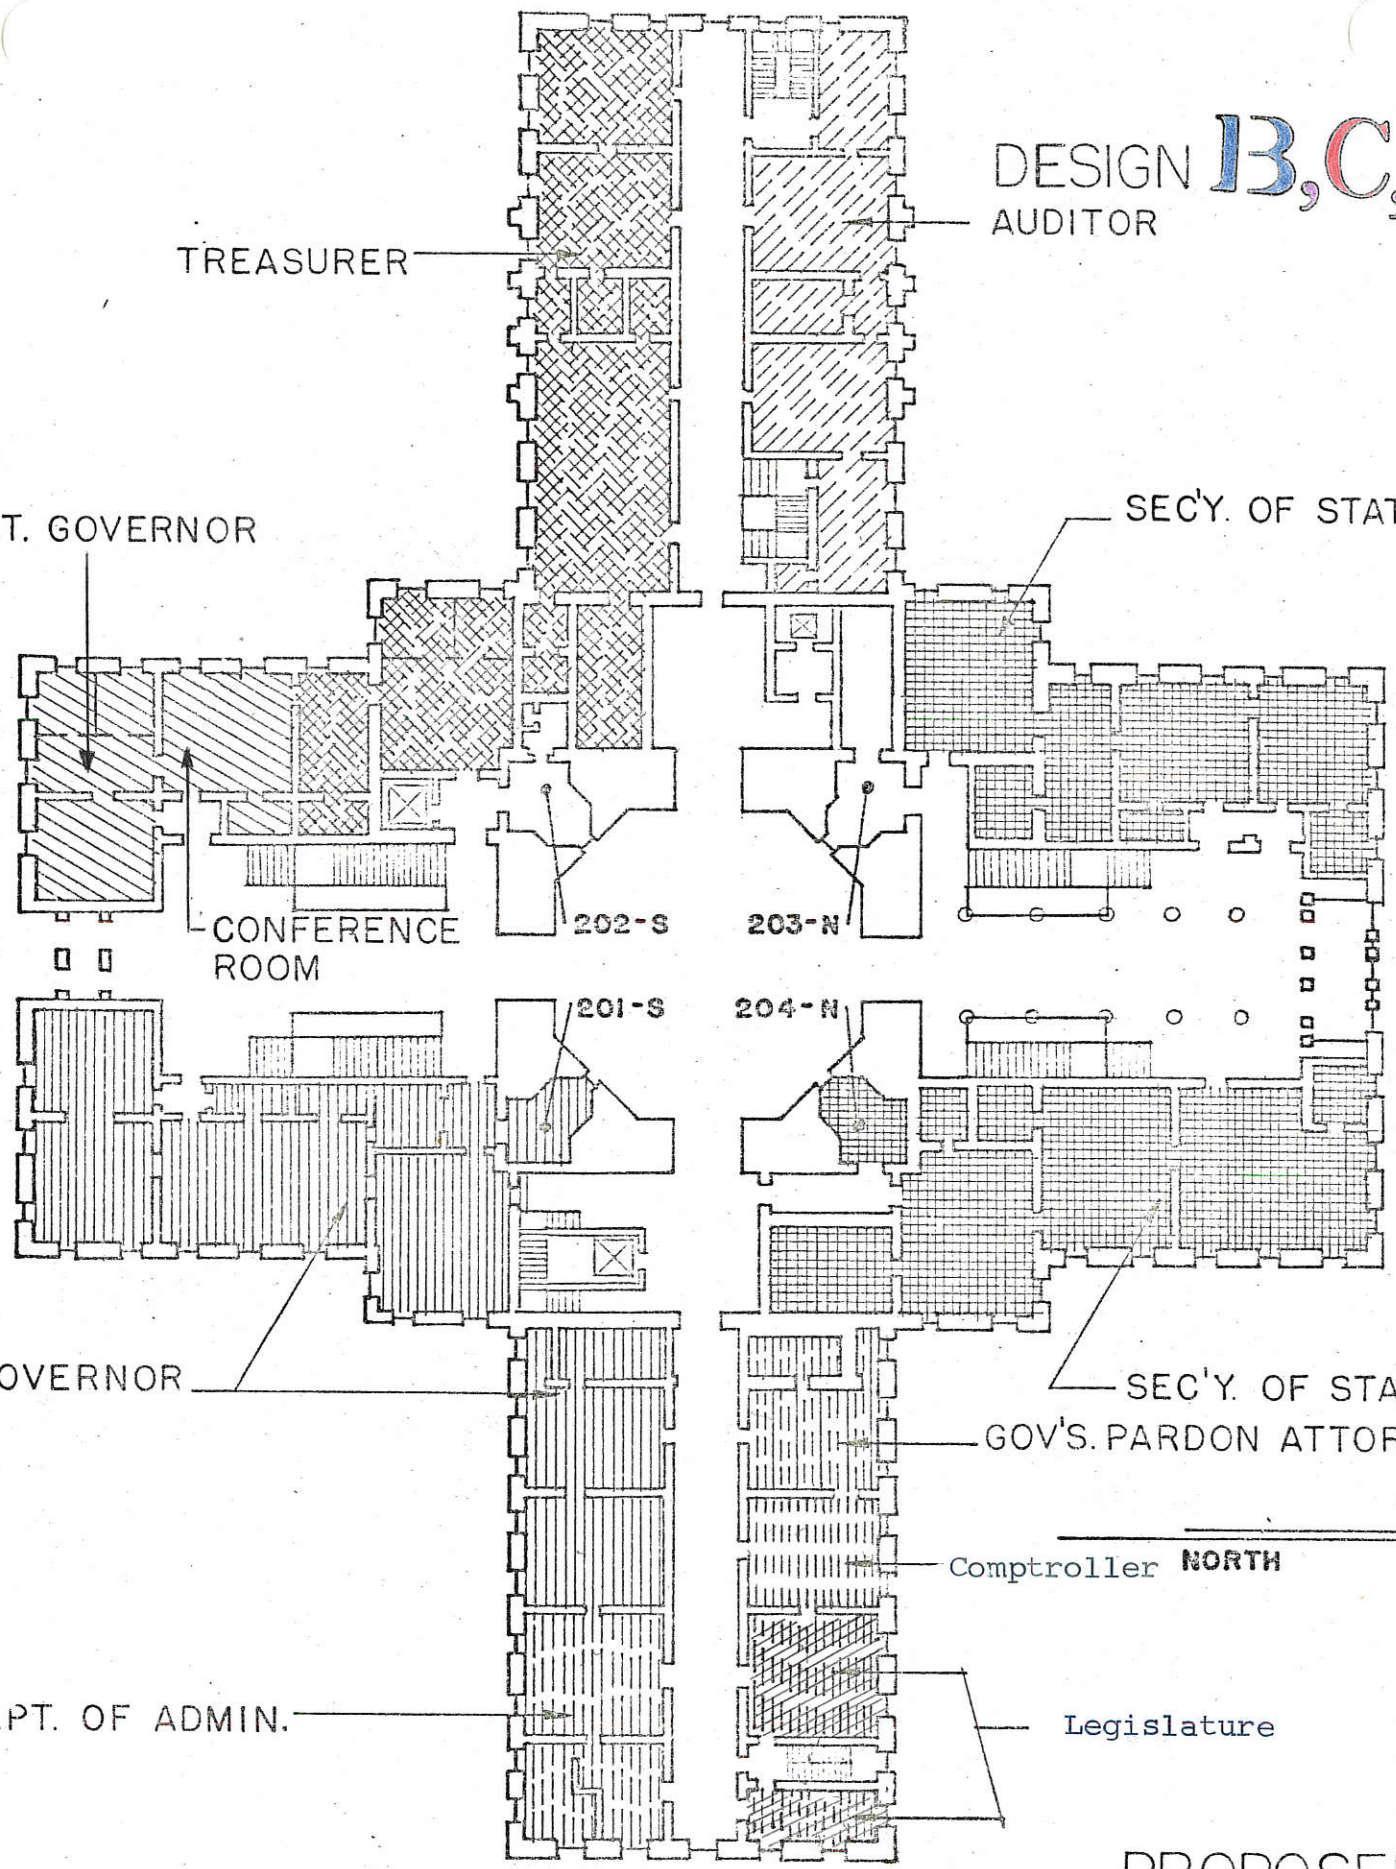 DESIGN B,C,
AUDITOR
TREASURER
SEC'Y. OF STAT
T. GOVERNOR
CONFERENCE
ROOM
202-S
203-N
201-S
204-N
OVERNOR
SEC'Y. OF STA
GOV'S. PARDON ATTOR
Comptroller
NORTH
PT. OF ADMIN.
Legislature
PROPOSE